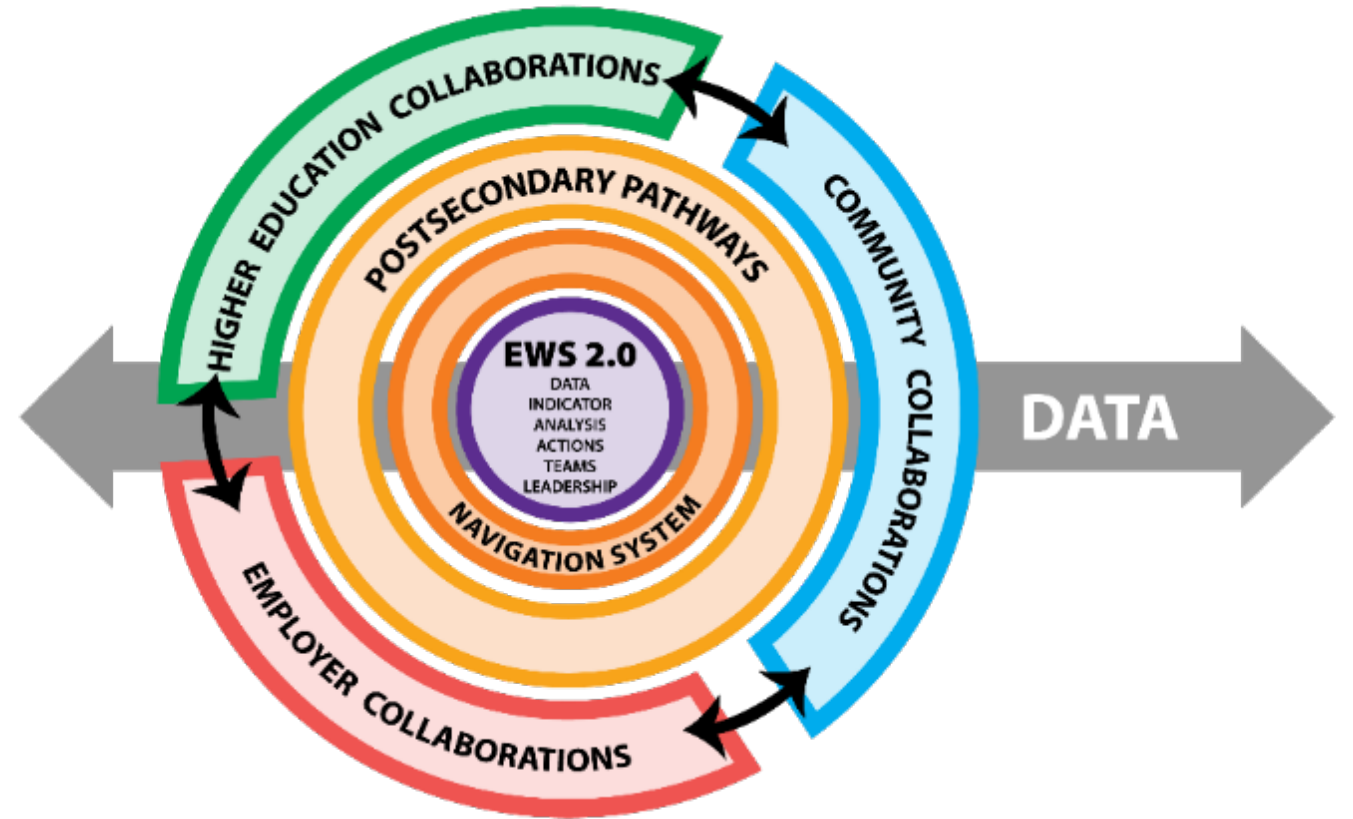 HIGHER EDUCATION COLLABORATIONS
COMMUNITY COLLABORATIONS
POSTSECONDARY PATHWAYS
EWS 2.0
DATA
INDICATOR
ANALYSIS
ACTIONS
TEAMS
LEADERSHIP
NAVIGATION SYSTEM
DATA
EMPLOYER COLLABORATIONS